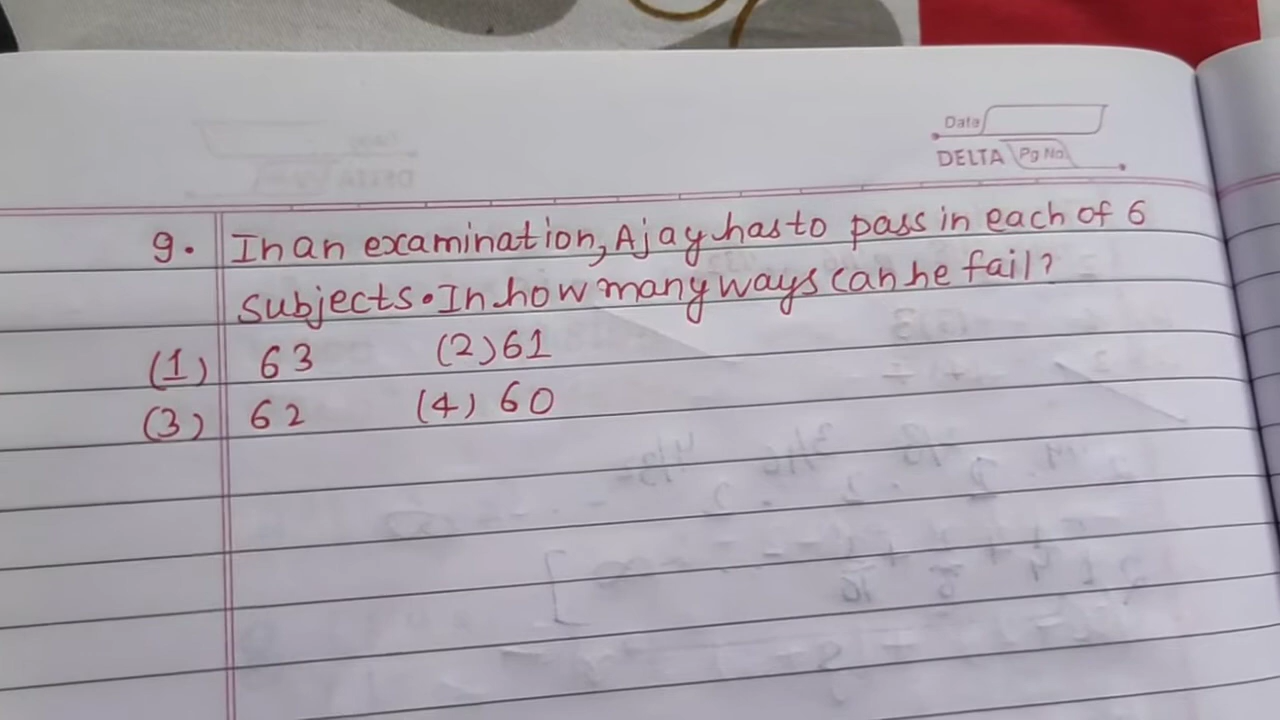 Date
DELTA Pg No
9. In an examination, Ajay has to pass in each of 6
subjects. In how many ways can he fail?
(1) 63 (2) 61
(3) 62 (4) 60